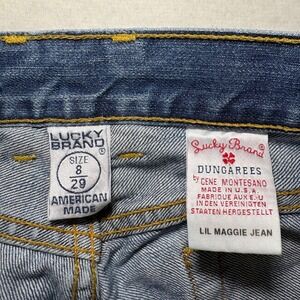 LUCKY
BRAND
SIZE
8
29
AMERICAN
MADE
Lucky Brand
DUNGAREES
by GENE MONTESANO
MADE IN U.S.A.
FABRIQUE AUX E.U
IN DEN VEREINIGTEN
STAATEN HERGESTELLT
LIL MAGGIE JEAN